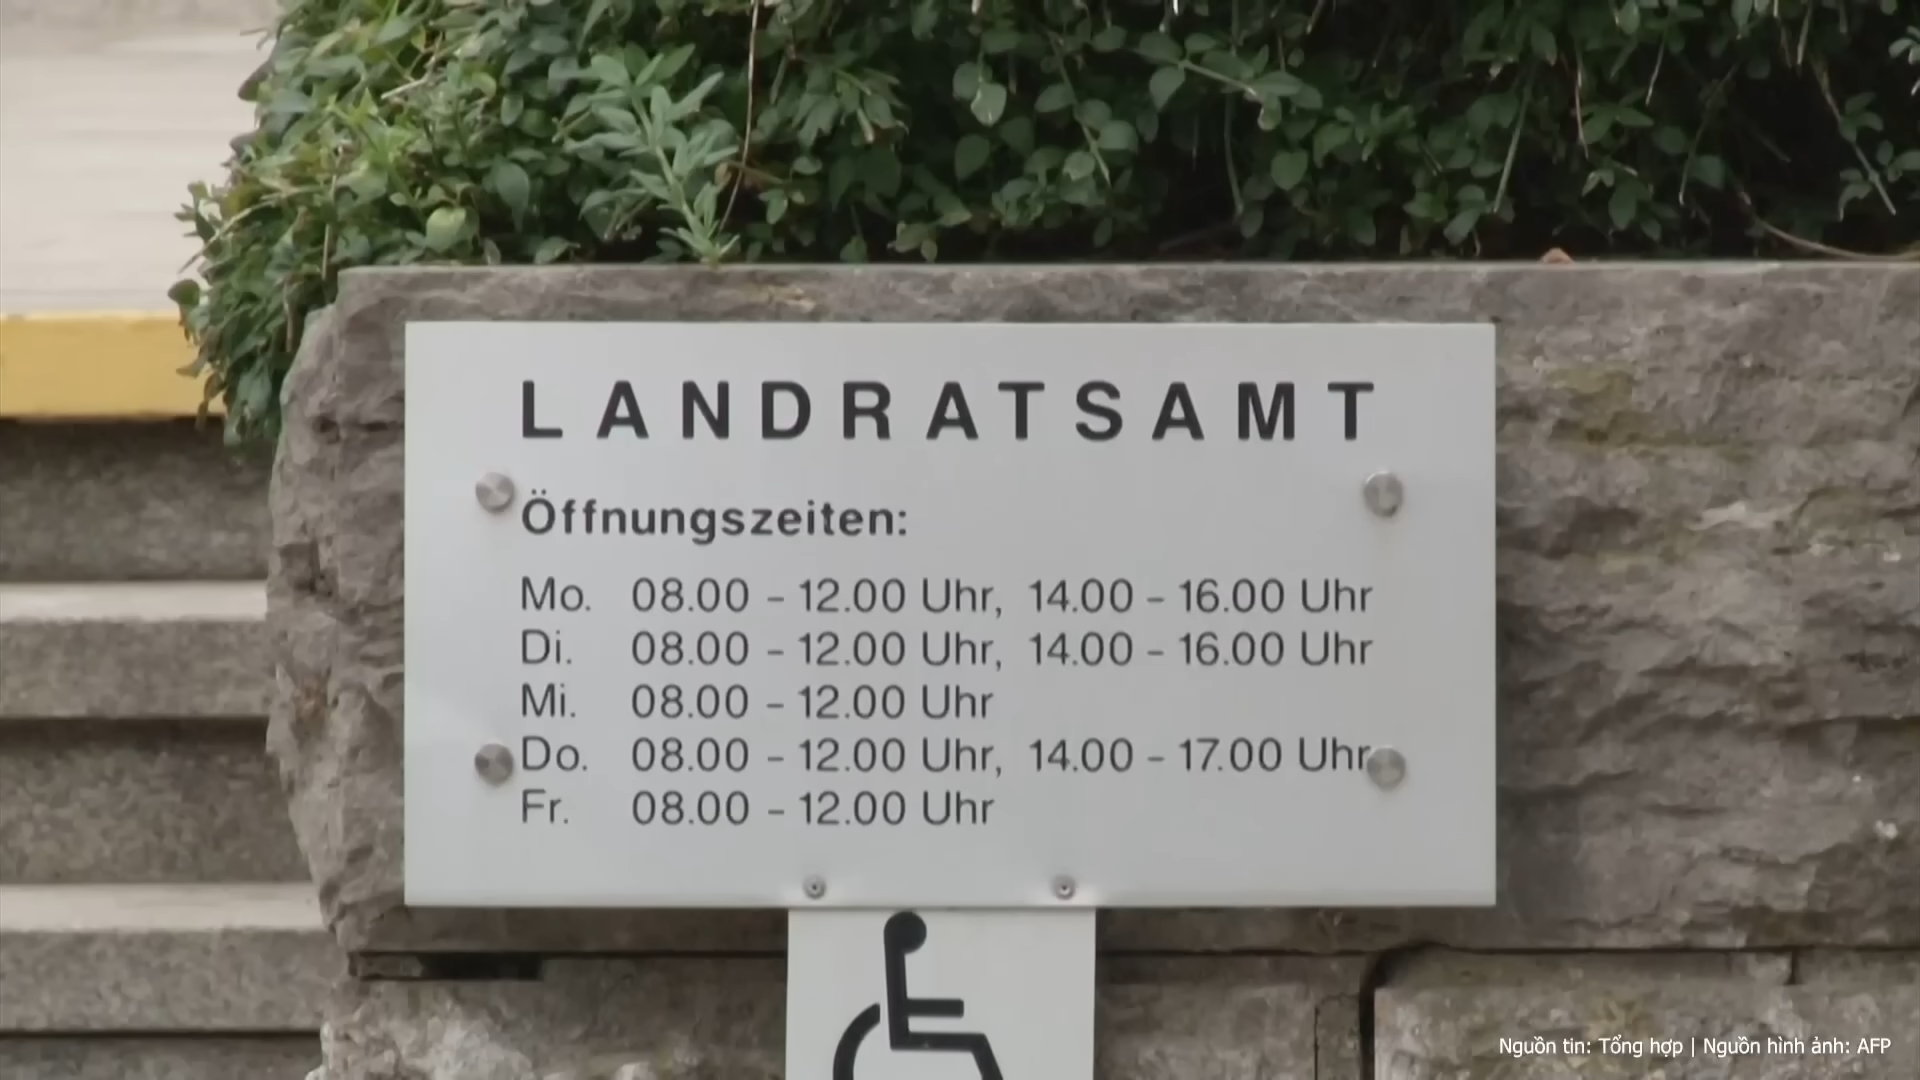 LANDRATSAMT
Öffnungszeiten:
Mo. 08.00 - 12.00 Uhr, 14.00 - 16.00 Uhr
Di. 08.00 - 12.00 Uhr, 14.00 - 16.00 Uhr
Mi. 08.00 - 12.00 Uhr
Do. 08.00 - 12.00 Uhr, 14.00 - 17.00 Uhr
Fr. 08.00 - 12.00 Uhr
Nguồn tin: Tổng hợp | Nguồn hình ảnh: AFP